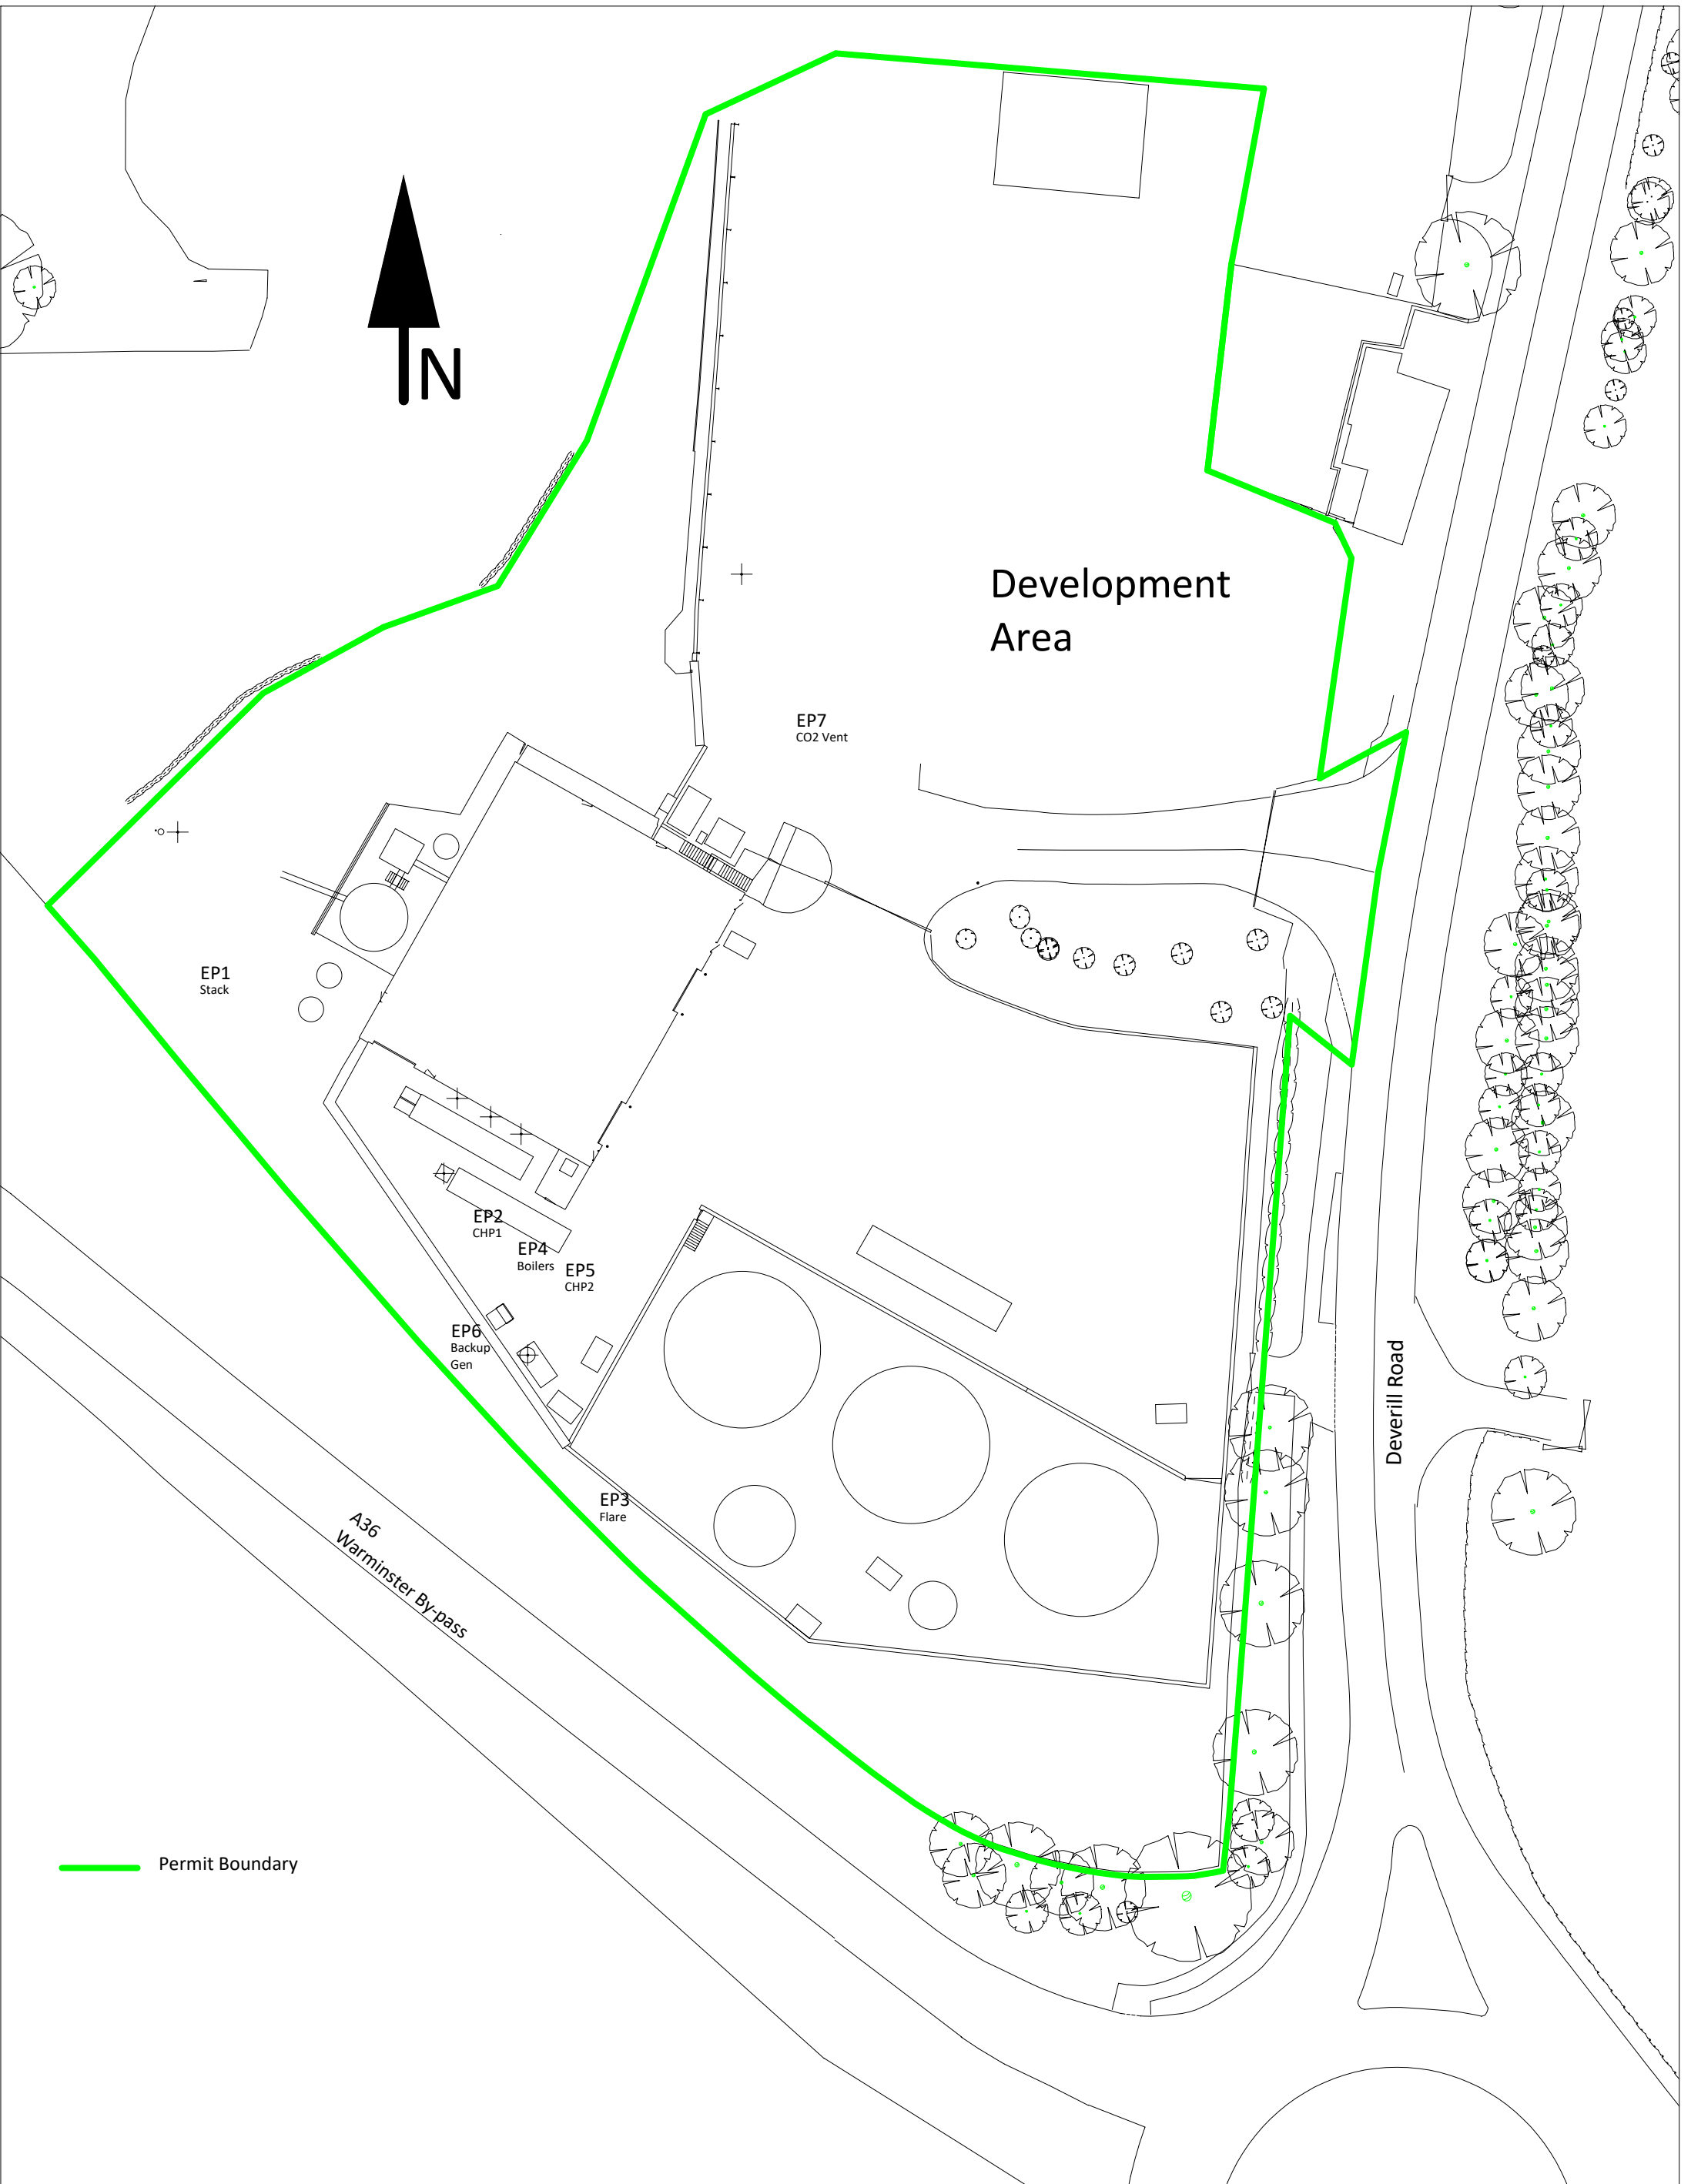 N
Development
Area
EP7
CO2 Vent
EP1
Stack
EP2
CHP1
EP4
Boilers
EP5
CHP2
EP6
Backup
Gen
Deverill Road
EP3
Flare
A36
Warminster By-pass
Permit Boundary